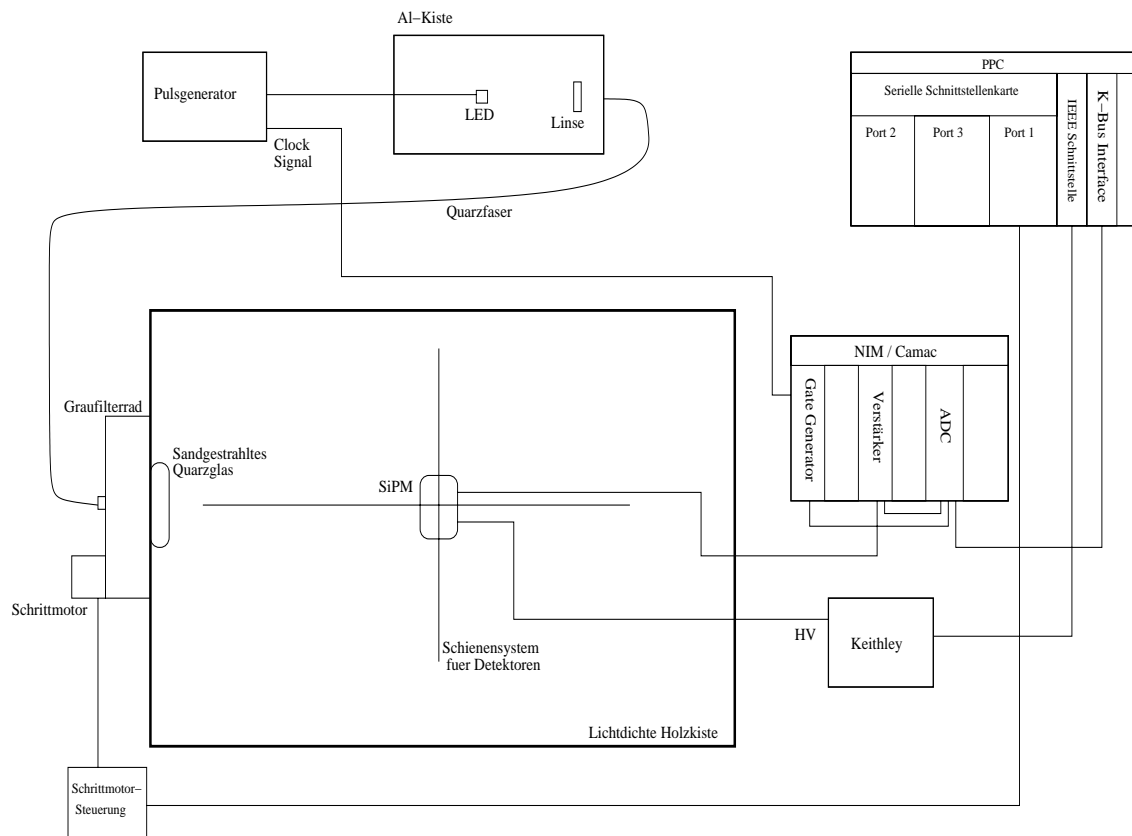 Al−Kiste
Pulsgenerator
LED
Linse
Clock
Signal
Quarzfaser
PPC
Serielle Schnittstellenkarte
Port 2
Port 3
Port 1
IEEE Schnittstelle
K−Bus Interface
NIM / Camac
Gate Generator
Verstärker
ADC
Graufilterrad
Sandgestrahltes
Quarzglas
SiPM
Schrittmotor
Schienensystem
fuer Detektoren
HV
Keithley
Lichtdichte Holzkiste
Schrittmotor−
Steuerung